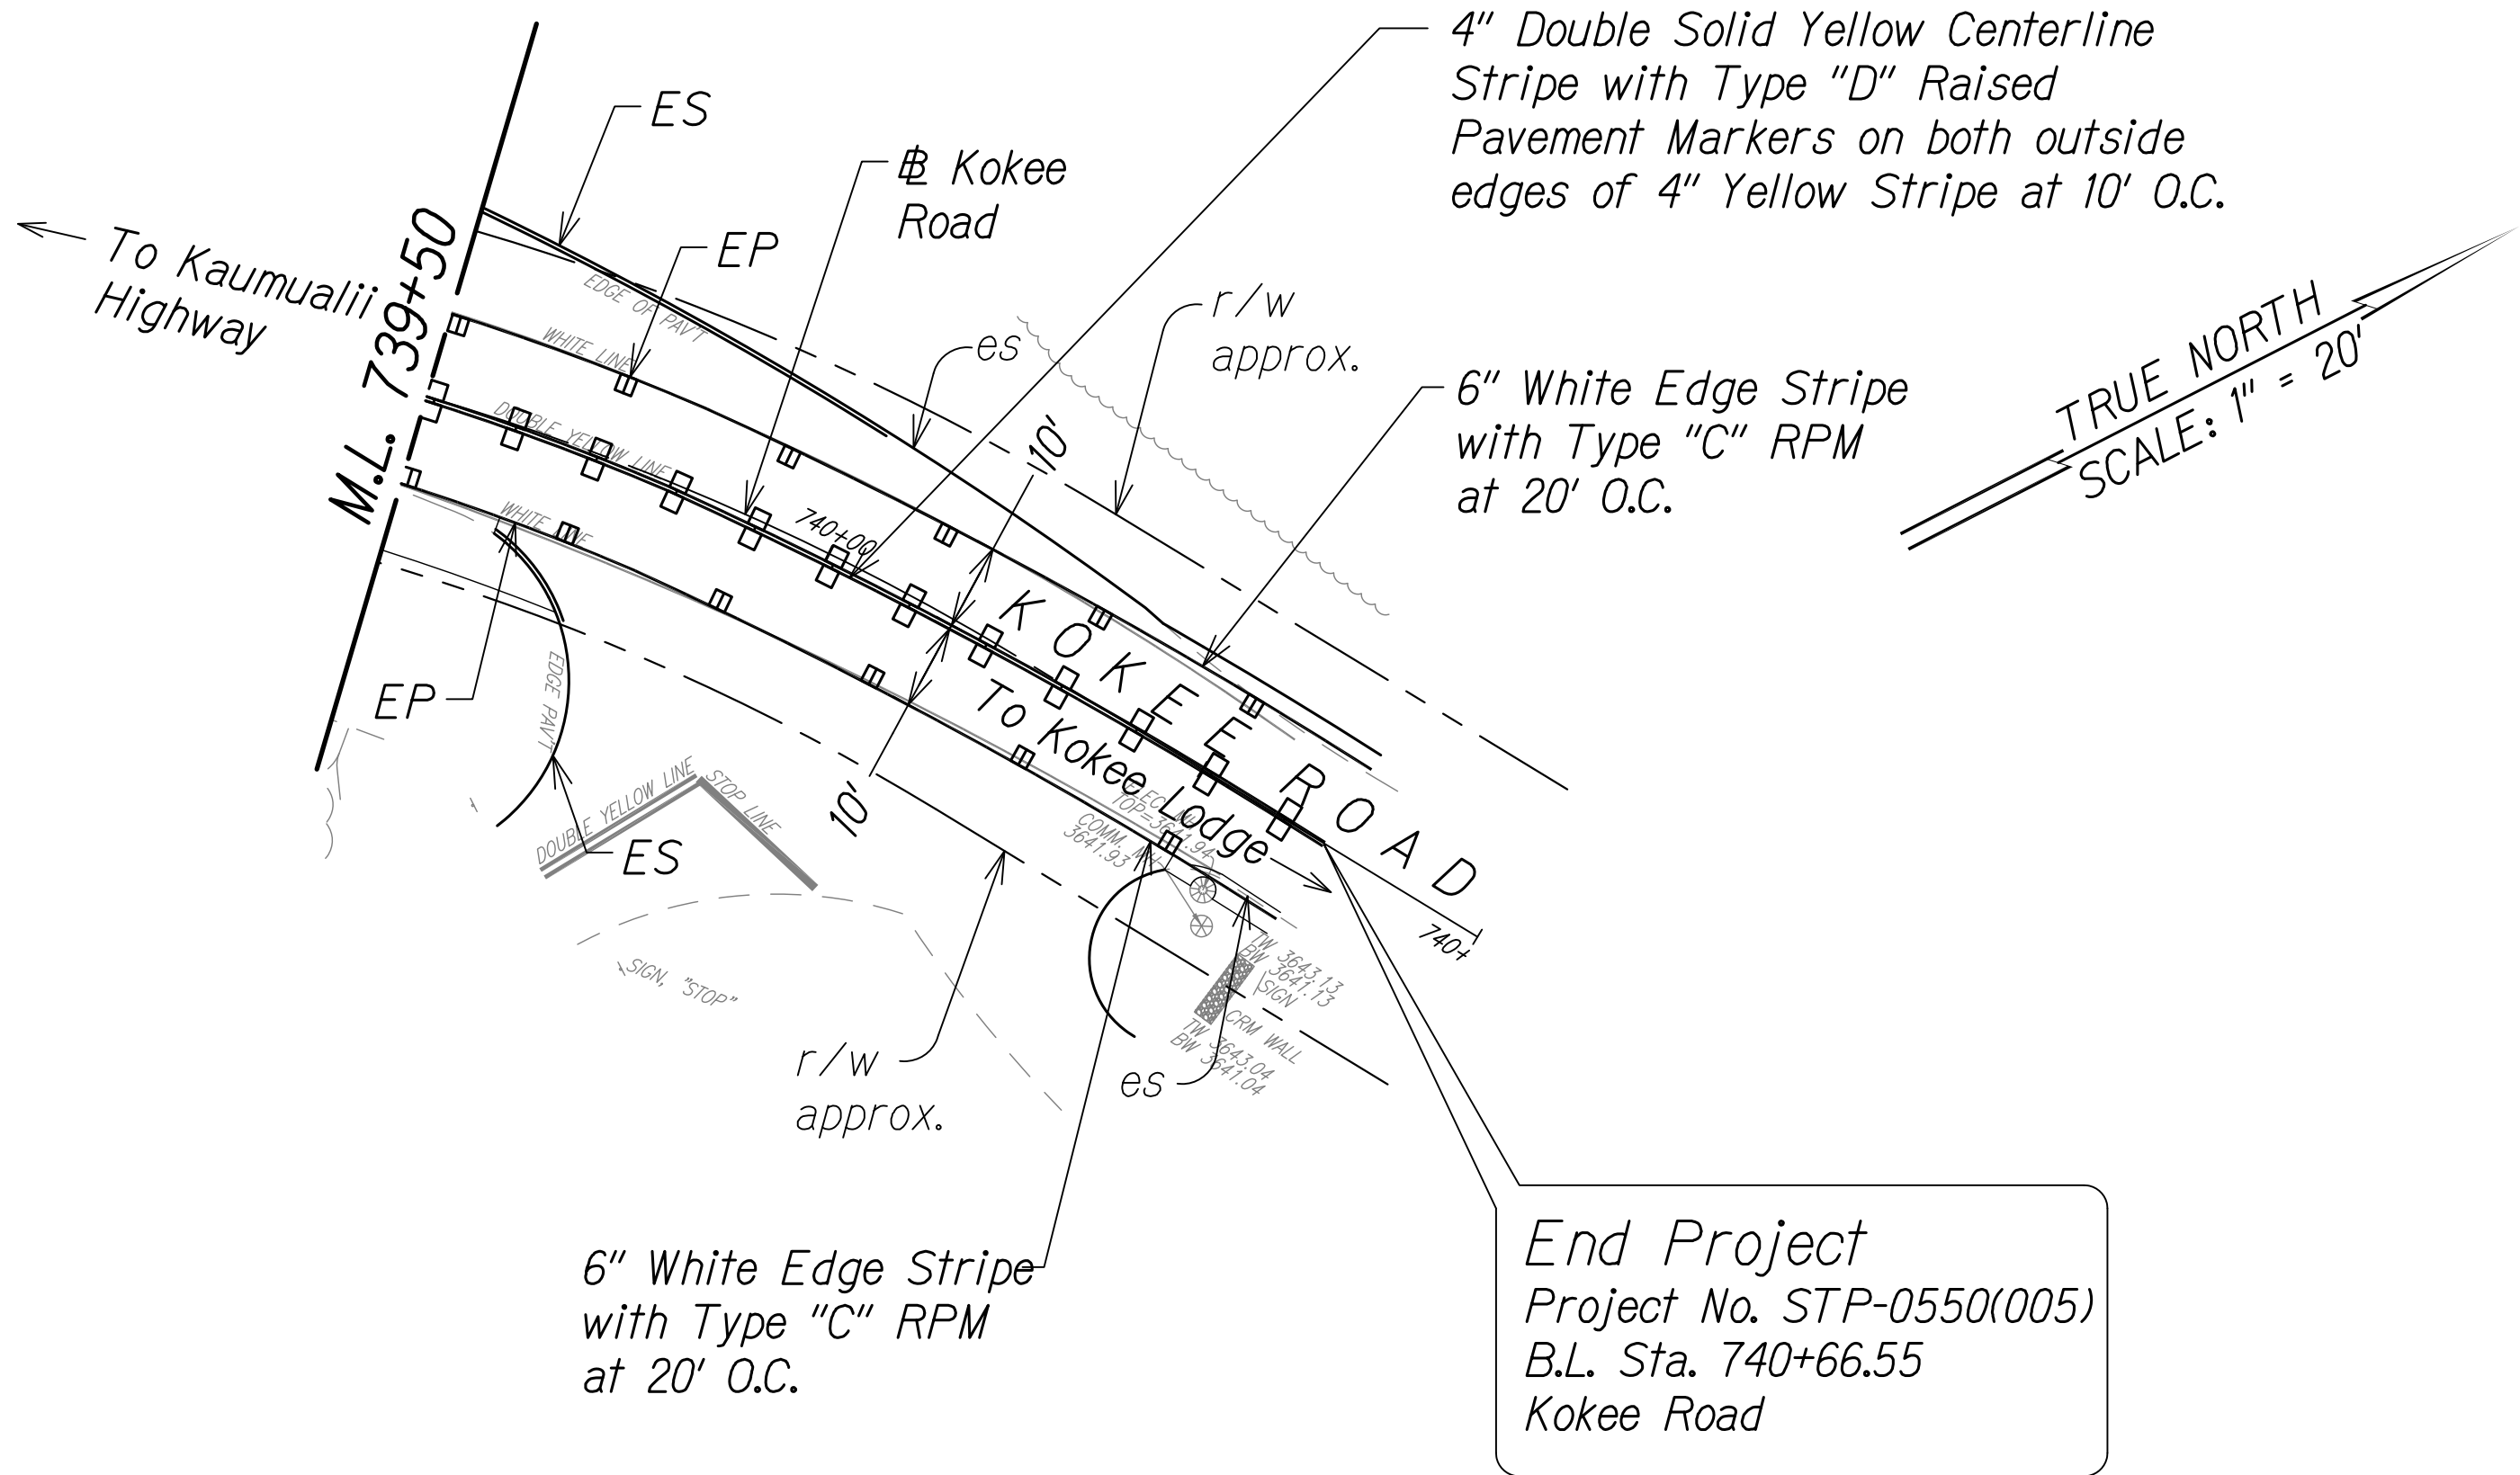 4" Double Solid Yellow Centerline
Stripe with Type "D" Raised
Pavement Markers on both outside
edges of 4" Yellow Stripe at 10' O.C.
ES
℄ Kokee
Road
EP
To Kaumualii
Highway
M.L. 739+50
EDGE OF PAV'T
WHITE LINE
DOUBLE YELLOW LINE
WHITE LINE
es
r/w
approx.
10'
6" White Edge Stripe
with Type "C" RPM
at 20' O.C.
TRUE NORTH
SCALE: 1" = 20'
740+00
KOKEE ROAD
To Kokee Lodge
EP
EDGE PAV'T
DOUBLE YELLOW LINE
STOP LINE
ES
10'
ELEC. MH
TOP=3641.94
COMM. MH
3641.93
740+
SIGN, "STOP"
TW 3643.13
BW 3641.13
SIGN
CRM WALL
TW 3643.04
BW 3641.04
r/w
approx.
es
6" White Edge Stripe
with Type "C" RPM
at 20' O.C.
End Project
Project No. STP-0550(005)
B.L. Sta. 740+66.55
Kokee Road